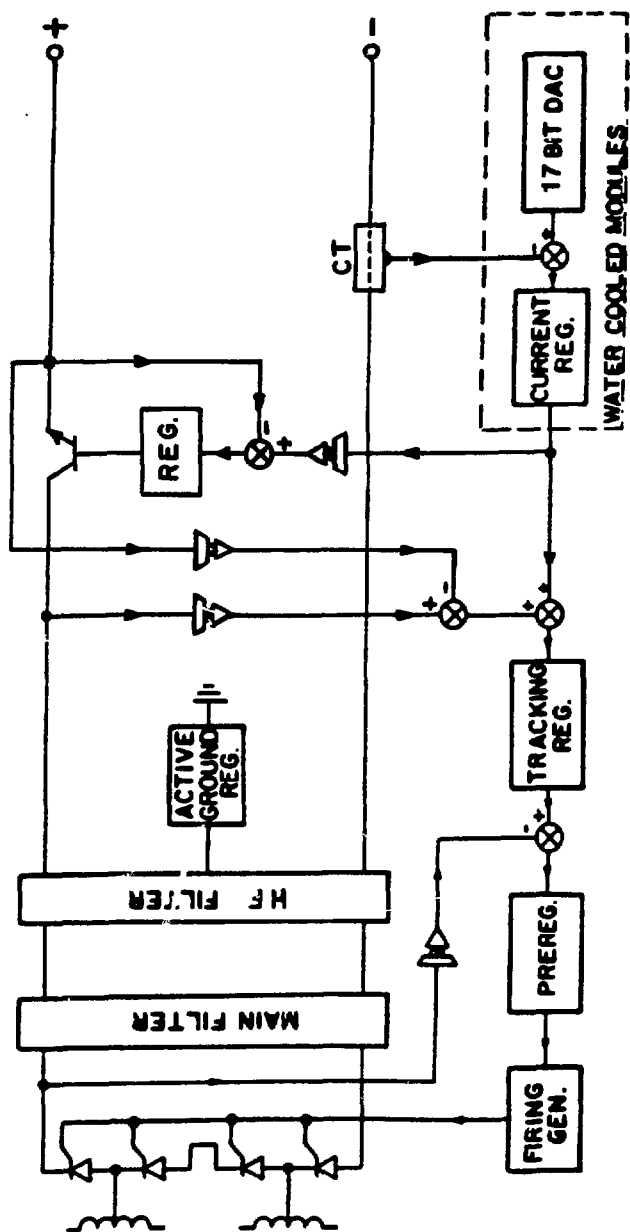 +
-
CT
17 BIT DAC
+
-
CURRENT
REG.
WATER COOLED MODULES
REG.
-
+
+
-
+
+
ACTIVE
GROUND
REG.
TRACKING
REG.
-
+
H.F. FILTER
MAIN FILTER
PREREG.
FIRING
GEN.